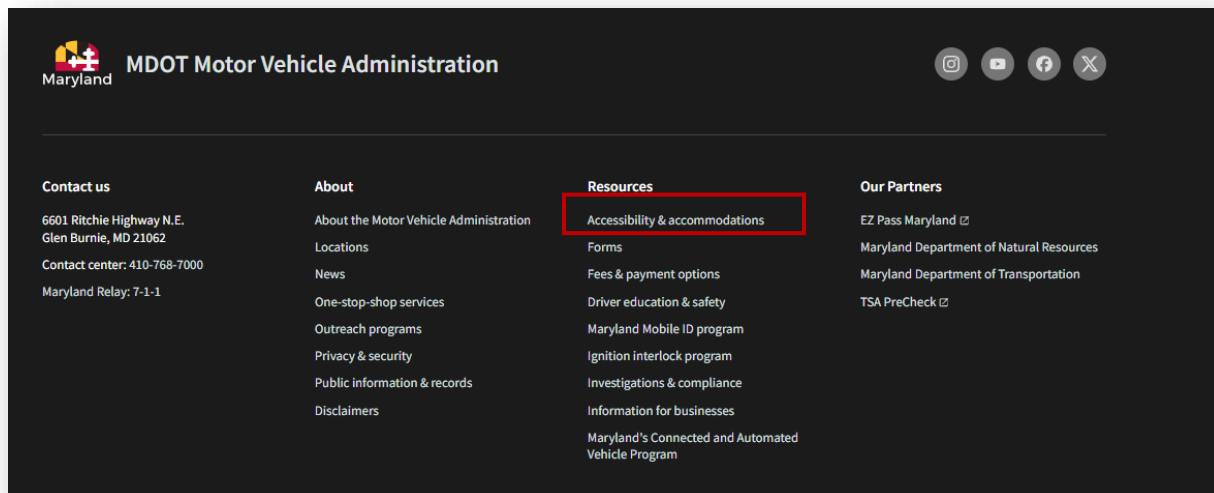 Maryland
MDOT Motor Vehicle Administration
Contact us
6601 Ritchie Highway N.E.
Glen Burnie, MD 21062
Contact center: 410-768-7000
Maryland Relay: 7-1-1
About
About the Motor Vehicle Administration
Locations
News
One-stop-shop services
Outreach programs
Privacy & security
Public information & records
Disclaimers
Resources
Accessibility & accommodations
Forms
Fees & payment options
Driver education & safety
Maryland Mobile ID program
Ignition interlock program
Investigations & compliance
Information for businesses
Maryland's Connected and Automated
Vehicle Program
Our Partners
EZ Pass Maryland
Maryland Department of Natural Resources
Maryland Department of Transportation
TSA PreCheck